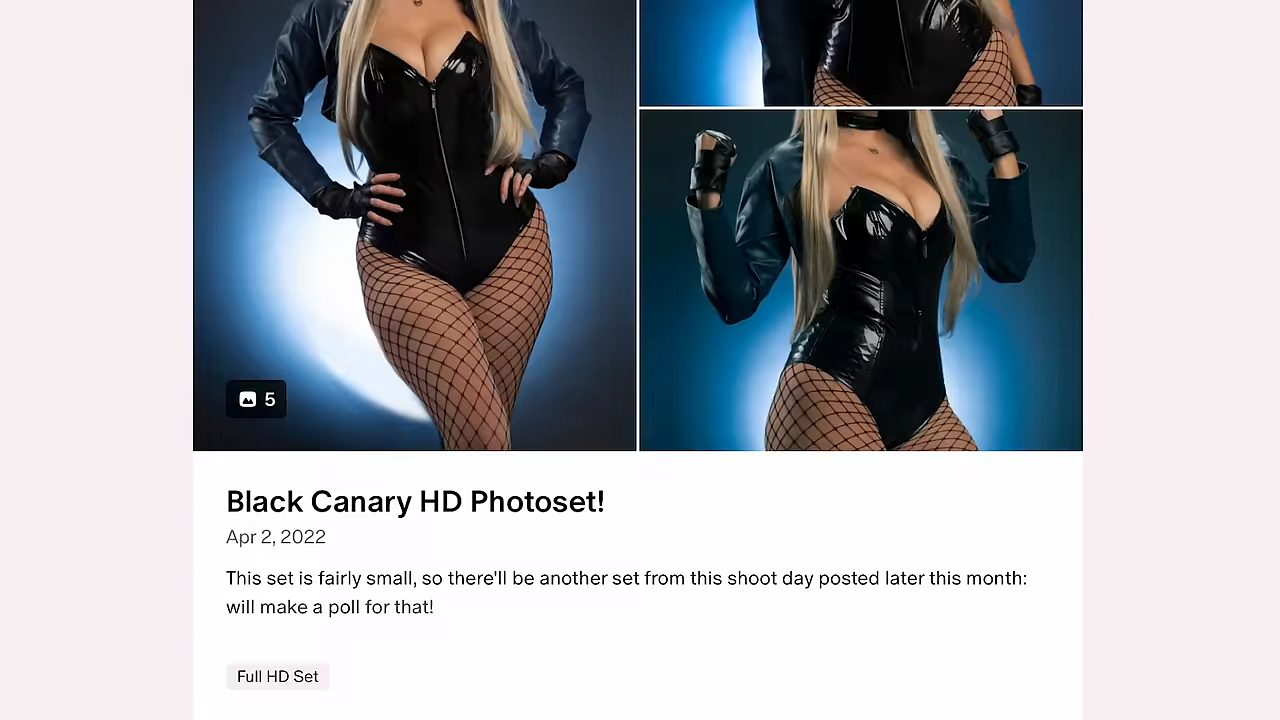 5
Black Canary HD Photoset!
Apr 2, 2022
This set is fairly small, so there'll be another set from this shoot day posted later this month:
will make a poll for that!
Full HD Set